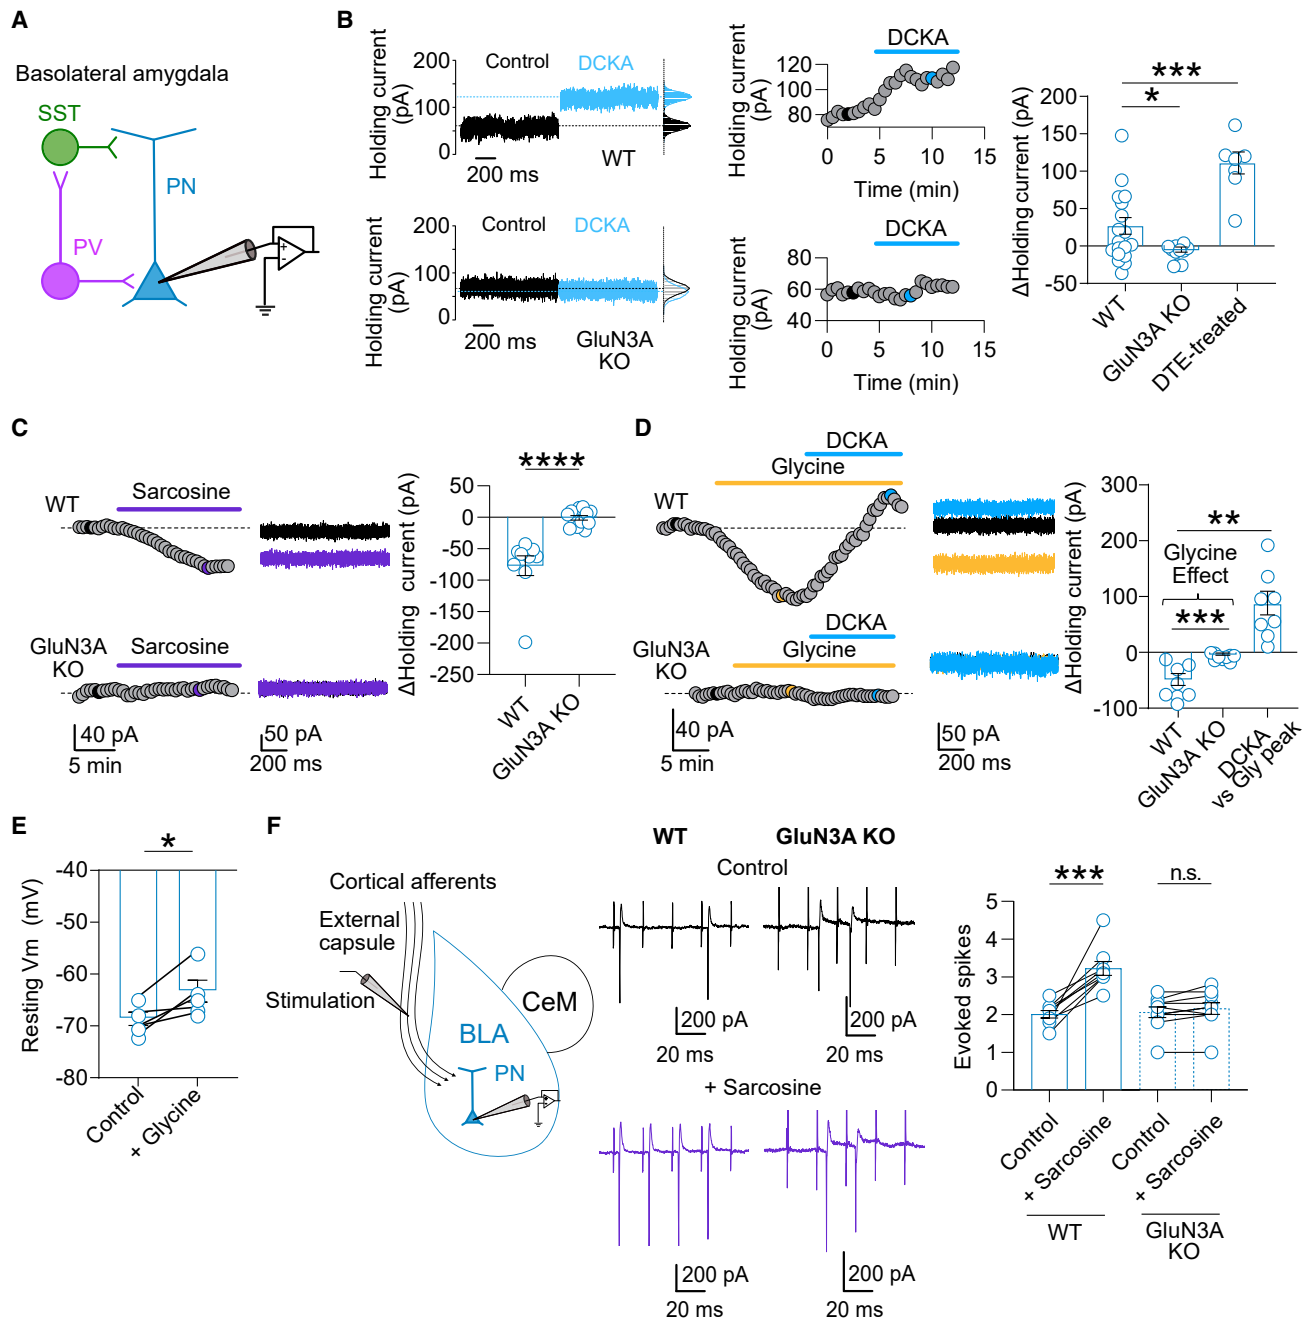 A
Basolateral amygdala
SST
PN
PV
+
-
B
Holding current
(pA)
200
100
0
Control
DCKA
WT
200 ms
Holding current
(pA)
120
100
80
DCKA
0
5
10
15
Time (min)
Holding current
(pA)
200
100
0
Control
DCKA
200 ms
GluN3A
KO
Holding current
(pA)
80
60
40
DCKA
0
5
10
15
Time (min)
ΔHolding current (pA)
200
150
100
50
0
-50
***
*
WT
GluN3A KO
DTE-treated
C
WT
Sarcosine
GluN3A
KO
Sarcosine
40 pA
5 min
50 pA
200 ms
ΔHolding current (pA)
50
0
-50
-100
-150
-200
-250
****
WT
GluN3A KO
D
DCKA
Glycine
WT
DCKA
Glycine
GluN3A
KO
40 pA
5 min
50 pA
200 ms
ΔHolding current (pA)
300
200
100
0
-100
**
Glycine
Effect
***
WT
GluN3A KO
DCKA
vs Gly peak
E
Resting Vm (mV)
-40
-50
-60
-70
-80
*
Control
+ Glycine
F
Cortical afferents
External
capsule
Stimulation
CeM
BLA
PN
WT
GluN3A KO
Control
200 pA
20 ms
200 pA
20 ms
+ Sarcosine
200 pA
20 ms
200 pA
20 ms
Evoked spikes
5
4
3
2
1
0
***
n.s.
Control
+ Sarcosine
Control
+ Sarcosine
WT
GluN3A
KO